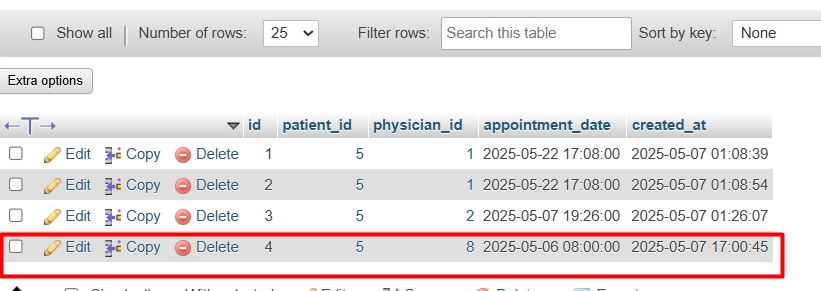 Show all | Number of rows: 25 Filter rows: Search this table Sort by key: None
Extra options
←T→ id patient_id physician_id appointment_date created_at
Edit Copy Delete 1 5 1 2025-05-22 17:08:00 2025-05-07 01:08:39
Edit Copy Delete 2 5 1 2025-05-22 17:08:00 2025-05-07 01:08:54
Edit Copy Delete 3 5 2 2025-05-07 19:26:00 2025-05-07 01:26:07
Edit Copy Delete 4 5 8 2025-05-06 08:00:00 2025-05-07 17:00:45